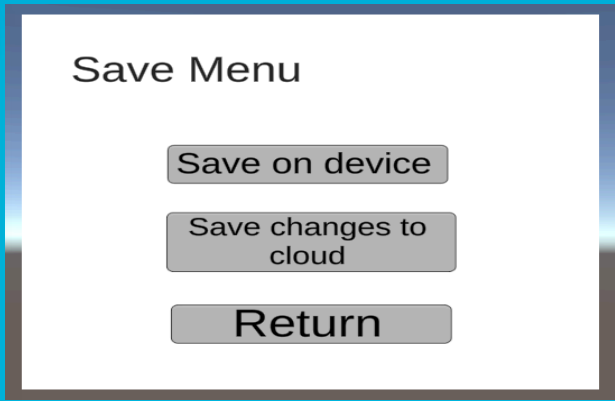 Save Menu
Save on device
Save changes to
cloud
Return